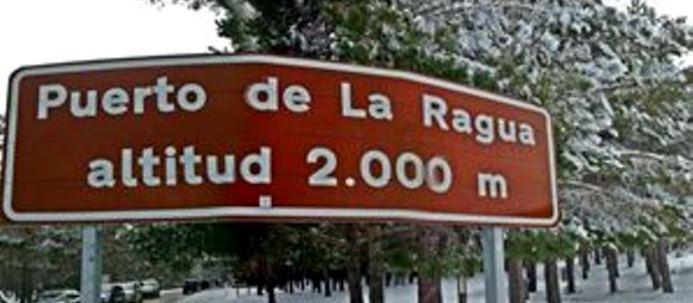 Puerto de La Ragua
altitud 2.000 m